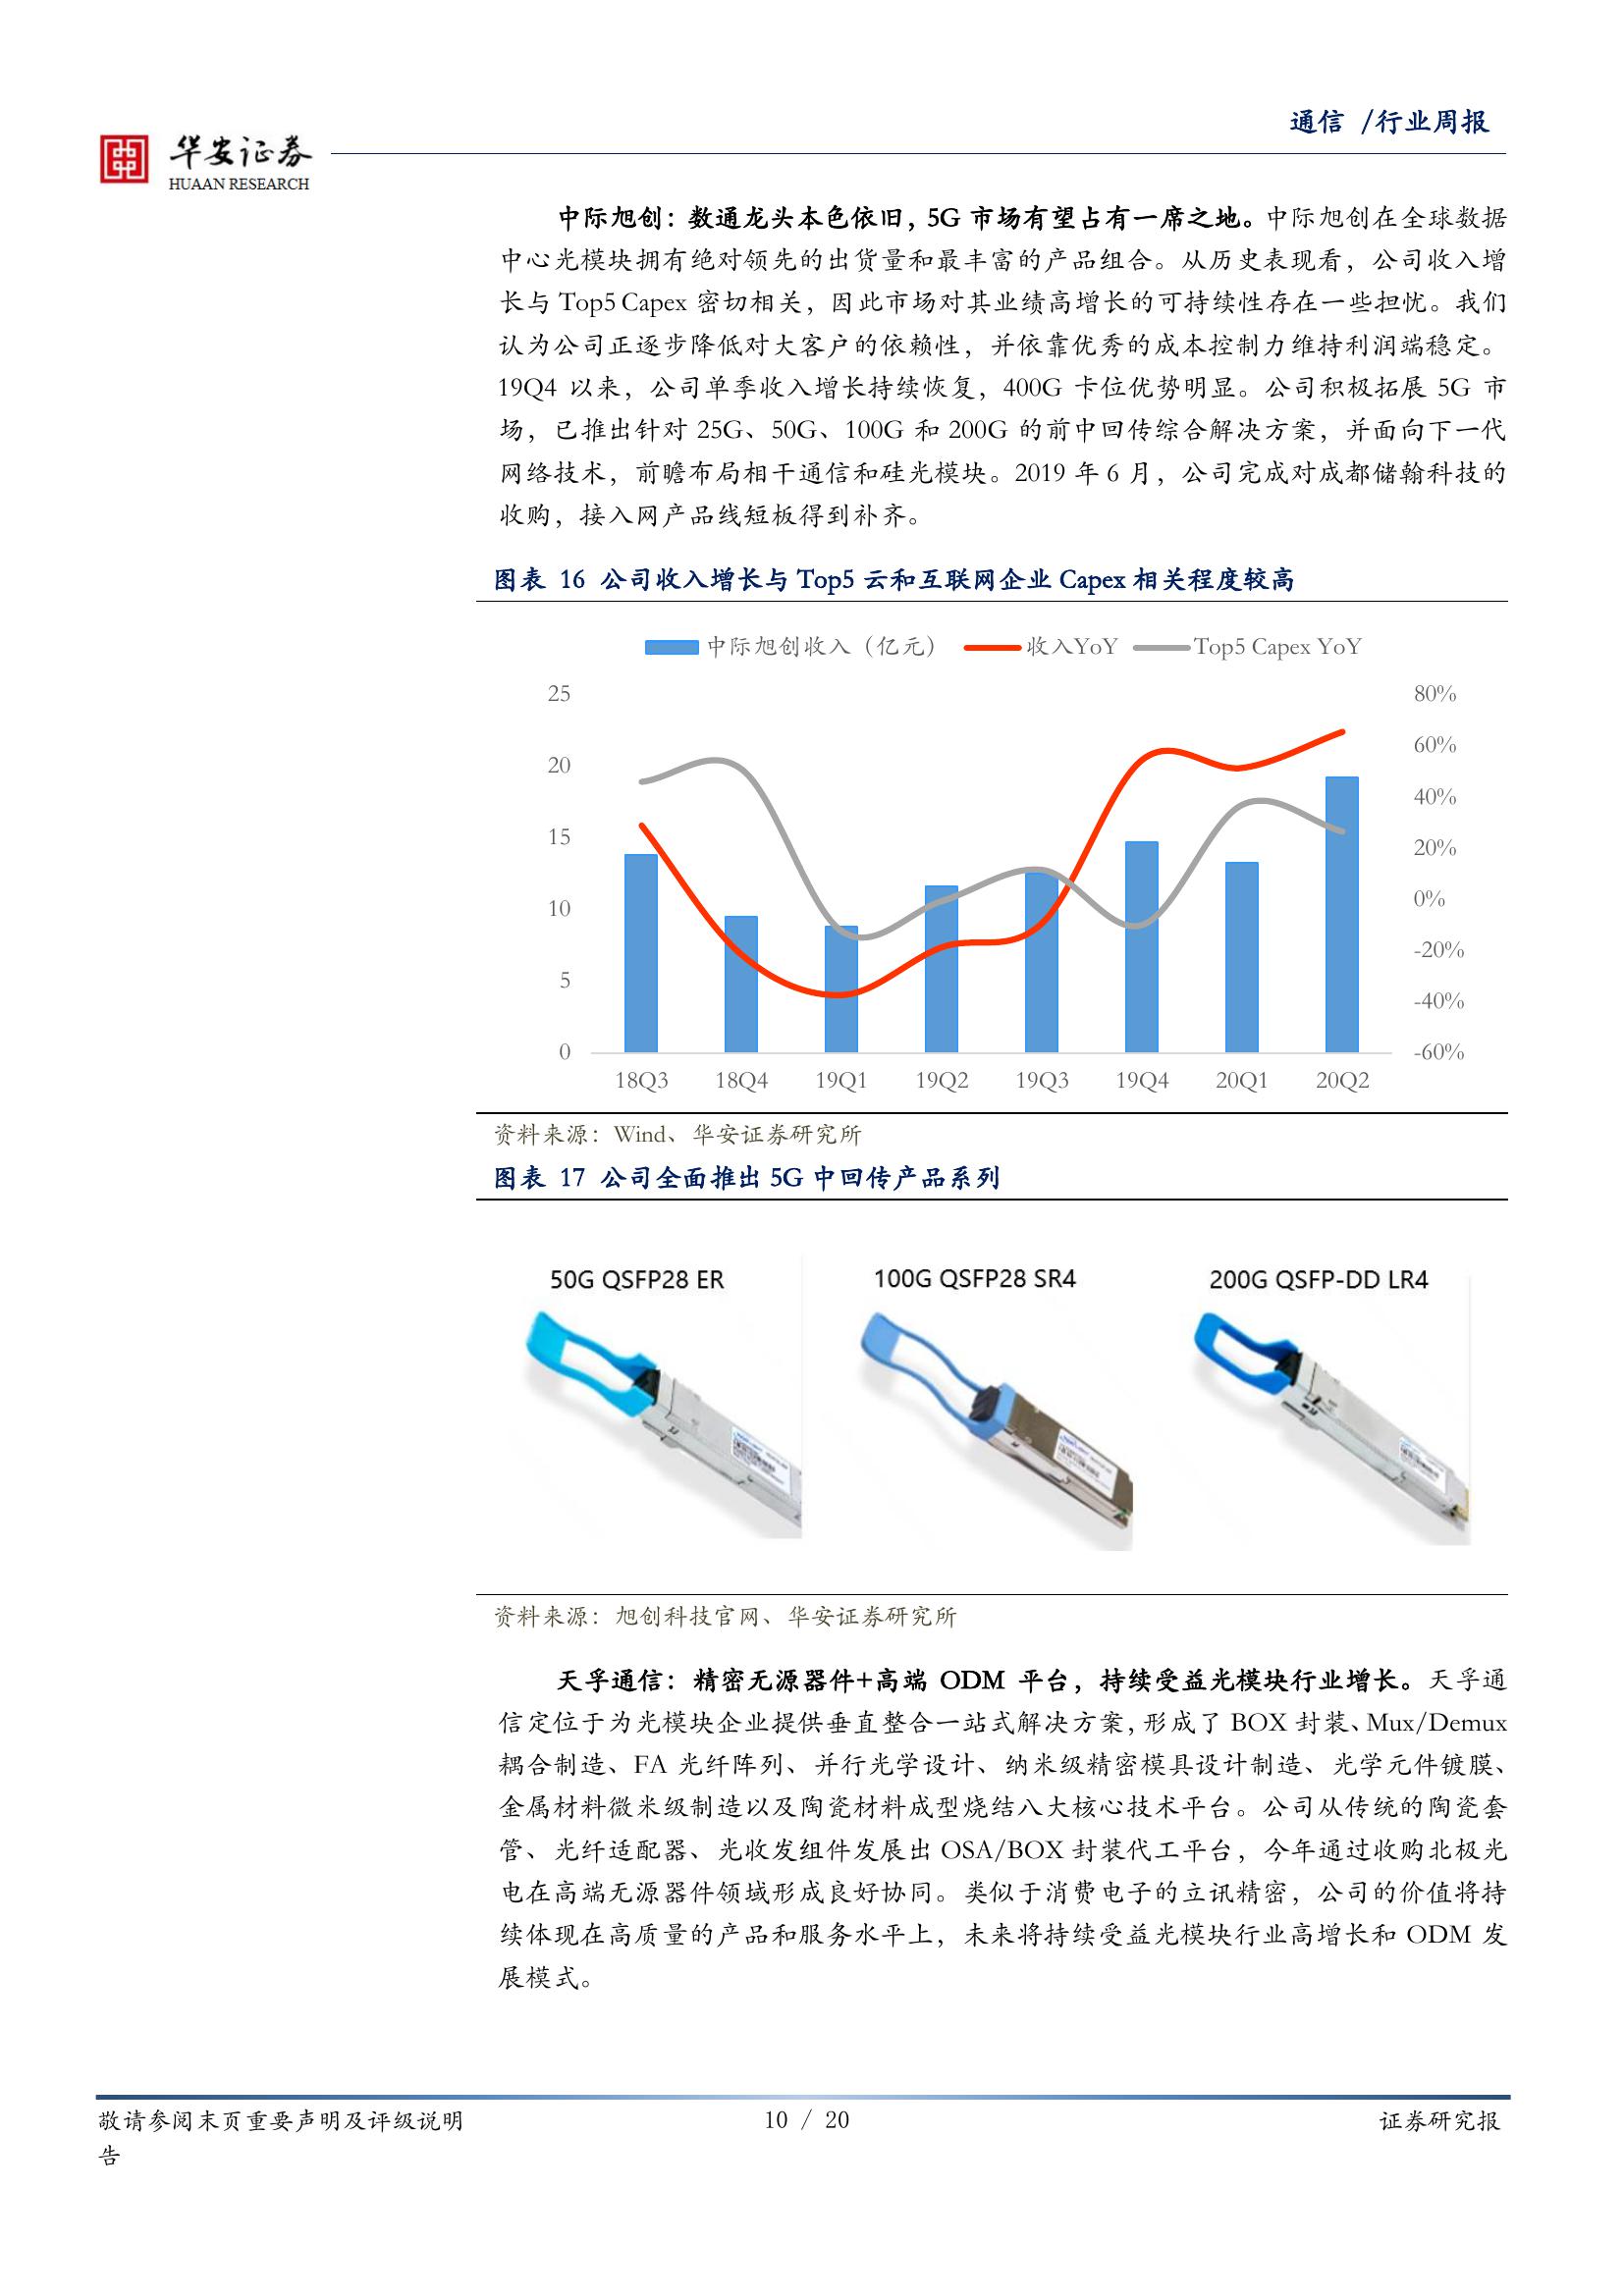 通信 /行业周报
华安证券
HUAAN RESEARCH
中际旭创：数通龙头本色依旧，5G 市场有望占有一席之地。中际旭创在全球数据
中心光模块拥有绝对领先的出货量和最丰富的产品组合。从历史表现看，公司收入增
长与 Top5 Capex 密切相关，因此市场对其业绩高增长的可持续性存在一些担忧。我们
认为公司正逐步降低对大客户的依赖性，并依靠优秀的成本控制力维持利润端稳定。
19Q4 以来，公司单季收入增长持续恢复，400G 卡位优势明显。公司积极拓展 5G 市
场，已推出针对 25G、50G、100G 和 200G 的前中回传综合解决方案，并面向下一代
网络技术，前瞻布局相干通信和硅光模块。2019 年 6 月，公司完成对成都储翰科技的
收购，接入网产品线短板得到补齐。
图表 16 公司收入增长与 Top5 云和互联网企业 Capex 相关程度较高
中际旭创收入（亿元） 收入YoY Top5 Capex YoY
25 80%
60%
20
40%
15
20%
10 0%
-20%
5
-40%
0 -60%
18Q3 18Q4 19Q1 19Q2 19Q3 19Q4 20Q1 20Q2
资料来源：Wind、华安证券研究所
图表 17 公司全面推出 5G 中回传产品系列
50G QSFP28 ER 100G QSFP28 SR4 200G QSFP-DD LR4
资料来源：旭创科技官网、华安证券研究所
天孚通信：精密无源器件+高端 ODM 平台，持续受益光模块行业增长。天孚通
信定位于为光模块企业提供垂直整合一站式解决方案，形成了 BOX 封装、Mux/Demux
耦合制造、FA 光纤阵列、并行光学设计、纳米级精密模具设计制造、光学元件镀膜、
金属材料微米级制造以及陶瓷材料成型烧结八大核心技术平台。公司从传统的陶瓷套
管、光纤适配器、光收发组件发展出 OSA/BOX 封装代工平台，今年通过收购北极光
电在高端无源器件领域形成良好协同。类似于消费电子的立讯精密，公司的价值将持
续体现在高质量的产品和服务水平上，未来将持续受益光模块行业高增长和 ODM 发
展模式。
敬请参阅末页重要声明及评级说明 10 / 20 证券研究报
告